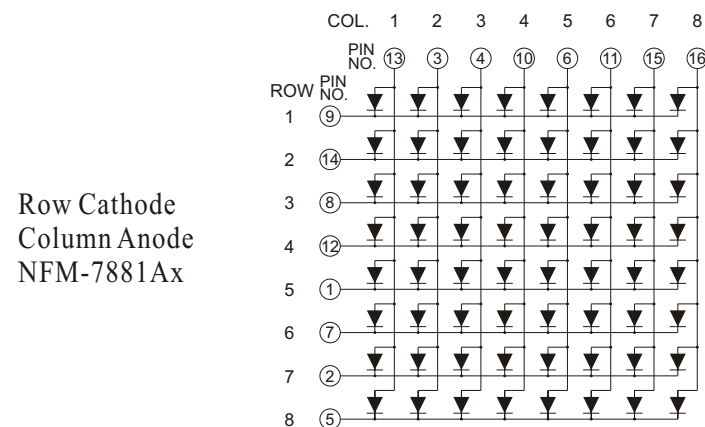 COL. 1 2 3 4 5 6 7 8
PIN
NO. 13 3 4 10 6 11 15 16
ROW PIN
NO.
1 9
2 14
3 8
4 12
5 1
6 7
7 2
8 5
Row Cathode
Column Anode
NFM-7881Ax